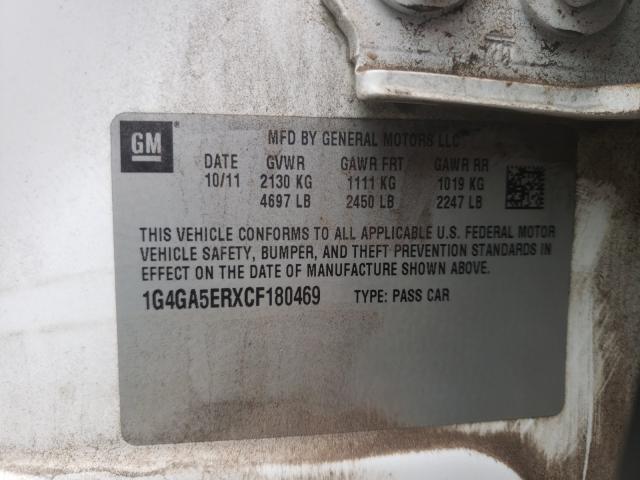 GM
MFD BY GENERAL MOTORS LLC
DATE GVWR GAWR FRT GAWR RR
10/11 2130 KG 1111 KG 1019 KG
4697 LB 2450 LB 2247 LB
THIS VEHICLE CONFORMS TO ALL APPLICABLE U.S. FEDERAL MOTOR
VEHICLE SAFETY, BUMPER, AND THEFT PREVENTION STANDARDS IN
EFFECT ON THE DATE OF MANUFACTURE SHOWN ABOVE.
1G4GA5ERXCF180469 TYPE: PASS CAR